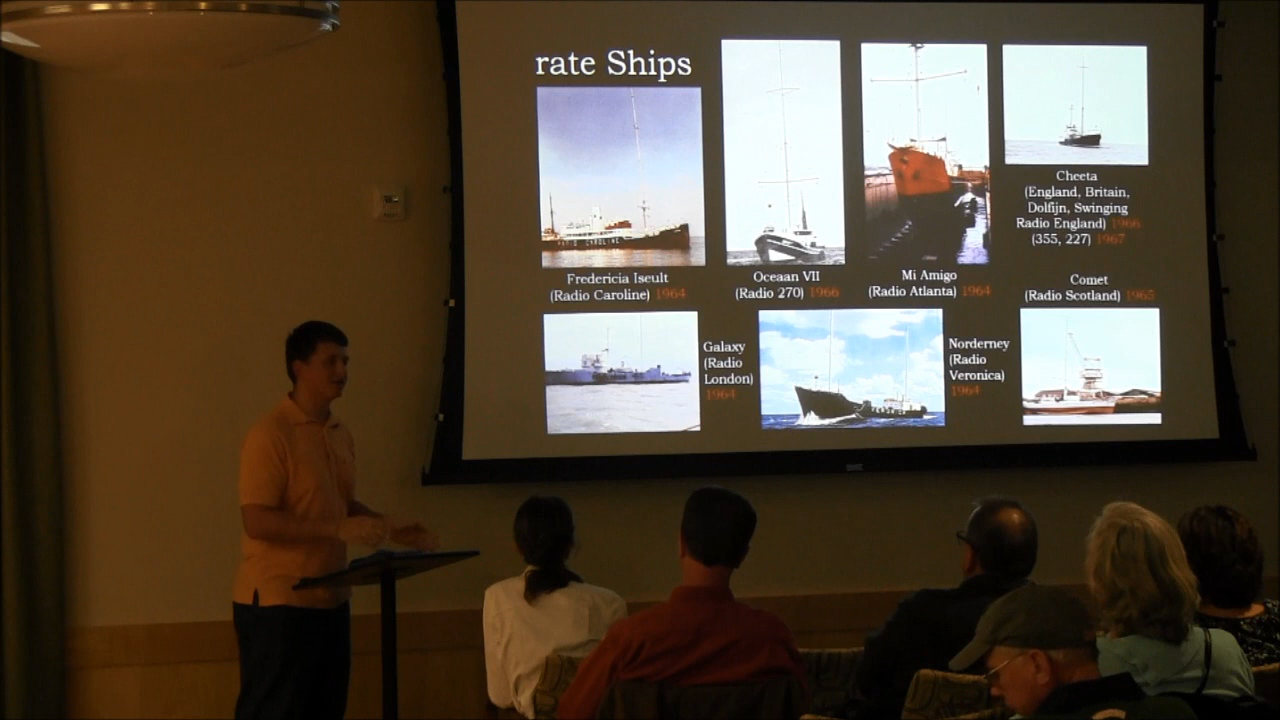 rate Ships
Fredericia Iseult
(Radio Caroline) 1964
Oceaan VII
(Radio 270) 1966
Mi Amigo
(Radio Atlanta) 1964
Cheeta
(England, Britain,
Dolfijn, Swinging
Radio England) 1966
(355, 227) 1967
Comet
(Radio Scotland) 1965
Galaxy
(Radio
London)
1964
Norderney
(Radio
Veronica)
1964
RADIO CAROLINE